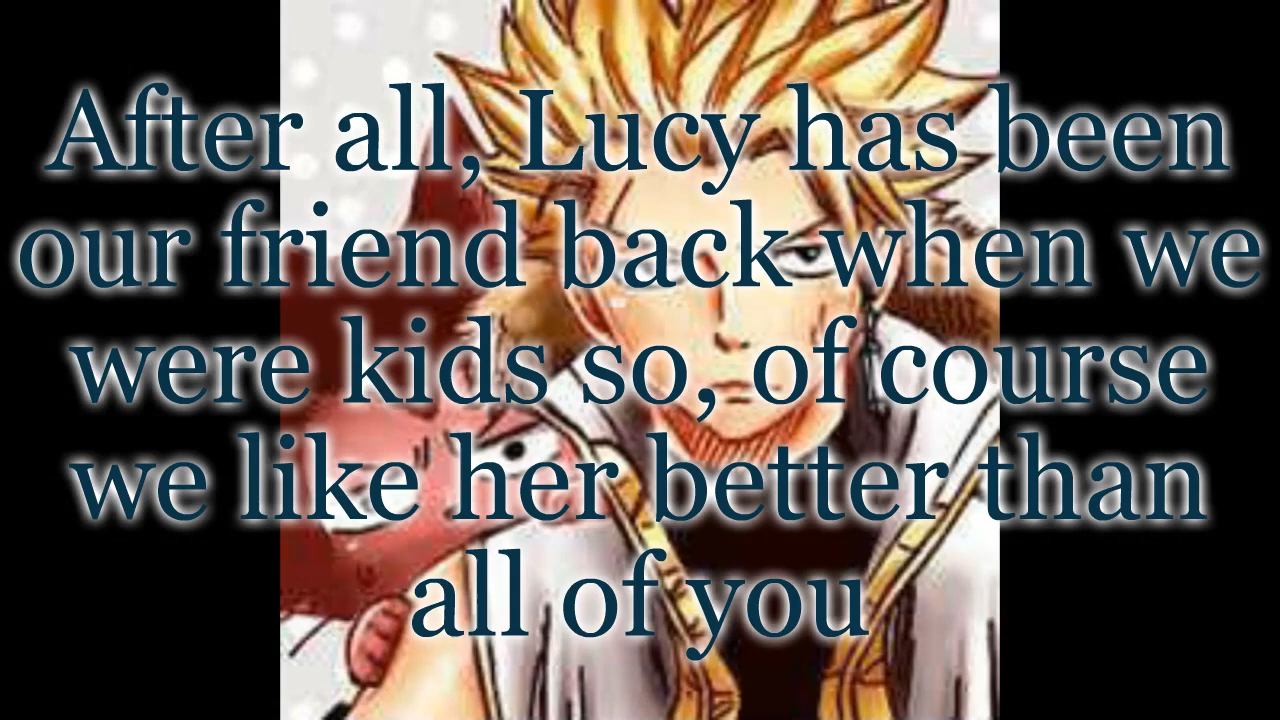 After all, Lucy has been
our friend back when we
were kids so, of course
we like her better than
all of you